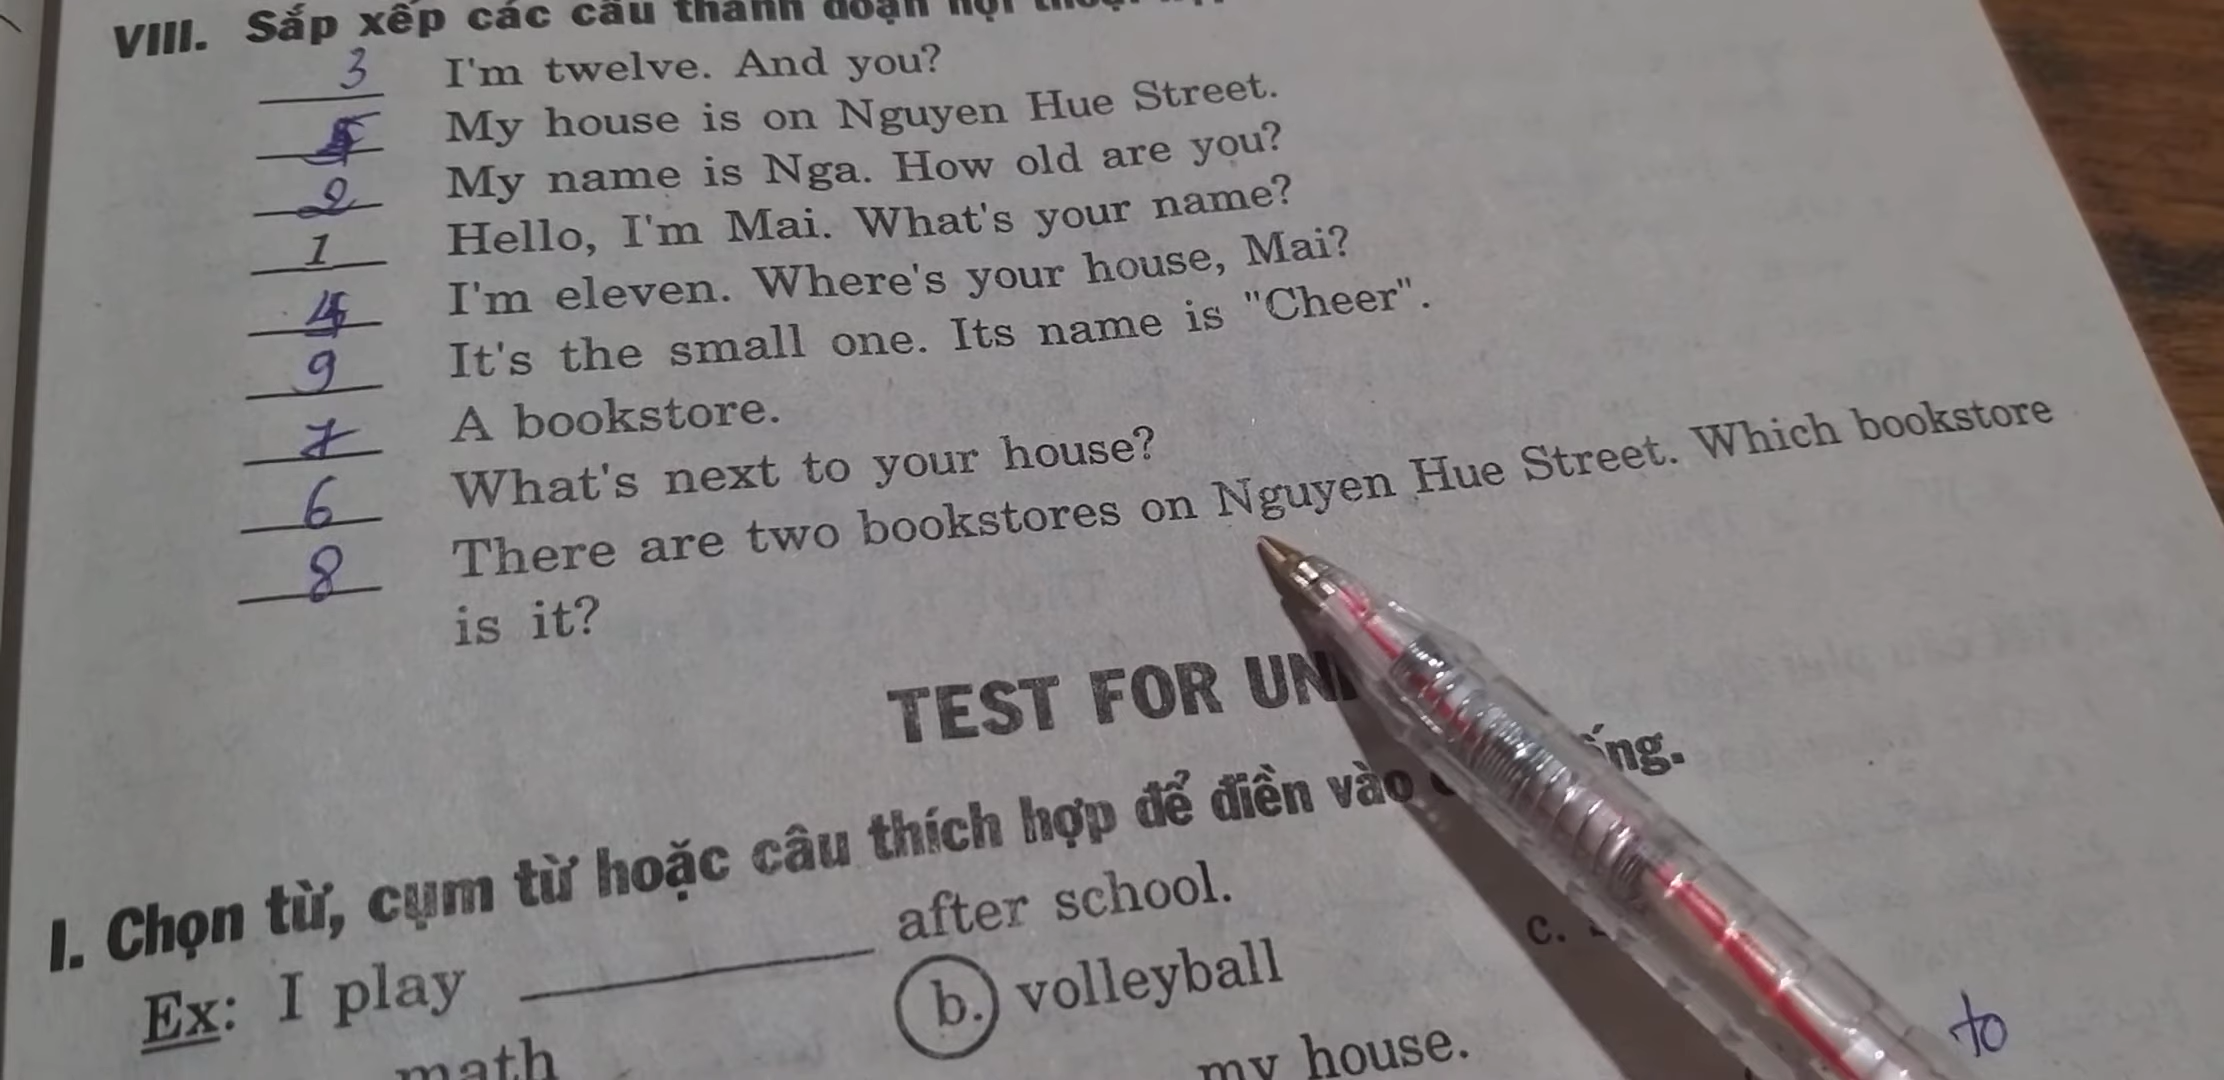 VIII. Sắp xếp các câu thành đoạn hội
3 I'm twelve. And you?
5 My house is on Nguyen Hue Street.
2 My name is Nga. How old are you?
1 Hello, I'm Mai. What's your name?
4 I'm eleven. Where's your house, Mai?
9 It's the small one. Its name is "Cheer".
7 A bookstore.
6 What's next to your house?
8 There are two bookstores on Nguyen Hue Street. Which bookstore
is it?
TEST FOR
I. Chọn từ, cụm từ hoặc câu thích hợp để điền vào
Ex: I play ________ after school.
b. volleyball c.
math
my house.
to